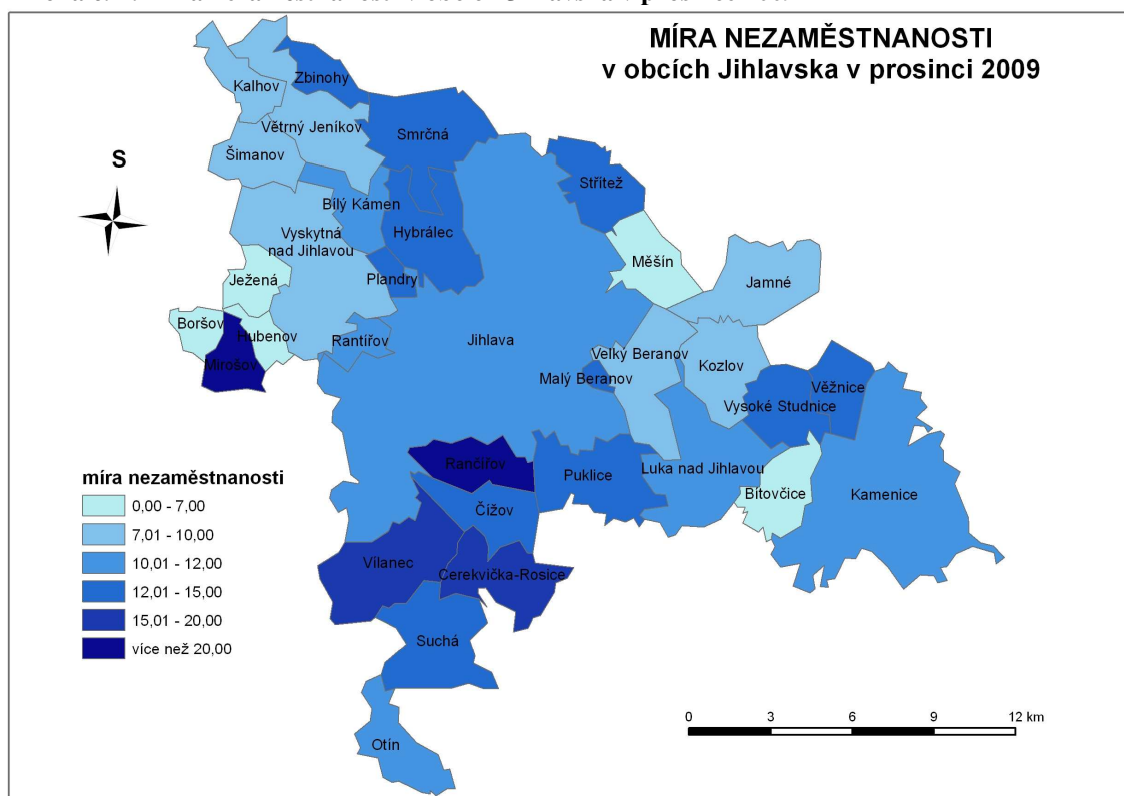 MÍRA NEZAMĚSTNANOSTI
v obcích Jihlavska v prosinci 2009
Zbinohy
Kalhov
Větrný Jeníkov
Smrčná
Šimanov
S
Střítež
Bílý Kámen
Vyskytná
nad Jihlavou
Hybrálec
Měšín
Ježená
Plandry
Jamné
Boršov
Hubenov
Rantířov
Jihlava
Mirošov
Velký Beranov
Kozlov
Malý Beranov
Věžnice
Vysoké Studnice
Rančířov
Puklice
Luka nad Jihlavou
Bítovčice
Kamenice
Čížov
Vílanec
Cerekvička-Rosice
Suchá
Otín
míra nezaměstnanosti
0,00 - 7,00
7,01 - 10,00
10,01 - 12,00
12,01 - 15,00
15,01 - 20,00
více než 20,00
0 3 6 9 12 km